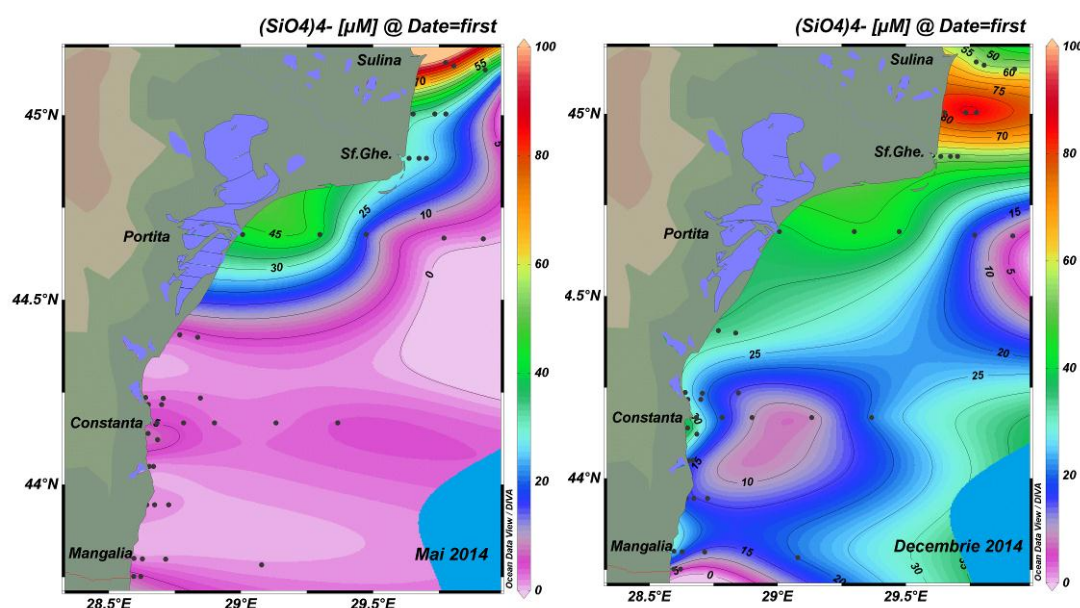 (SiO4)4- [µM] @ Date=first
Sulina
55
70
45°N
5
Sf.Ghe.
25
10
Portita
45
30
0
44.5°N
Constanta
5
44°N
Mangalia
Mai 2014
28.5°E
29°E
29.5°E
100
80
60
40
20
0
Ocean Data View / DIVA
(SiO4)4- [µM] @ Date=first
Sulina
55
50
60
75
45°N
80
70
Sf.Ghe.
15
Portita
10
5
4.5°N
20
25
25
Constanta
30
15
10
44°N
Mangalia
15
5
0
20
30
Decembrie 2014
28.5°E
29°E
29.5°E
100
80
60
40
20
0
Ocean Data View / DIVA